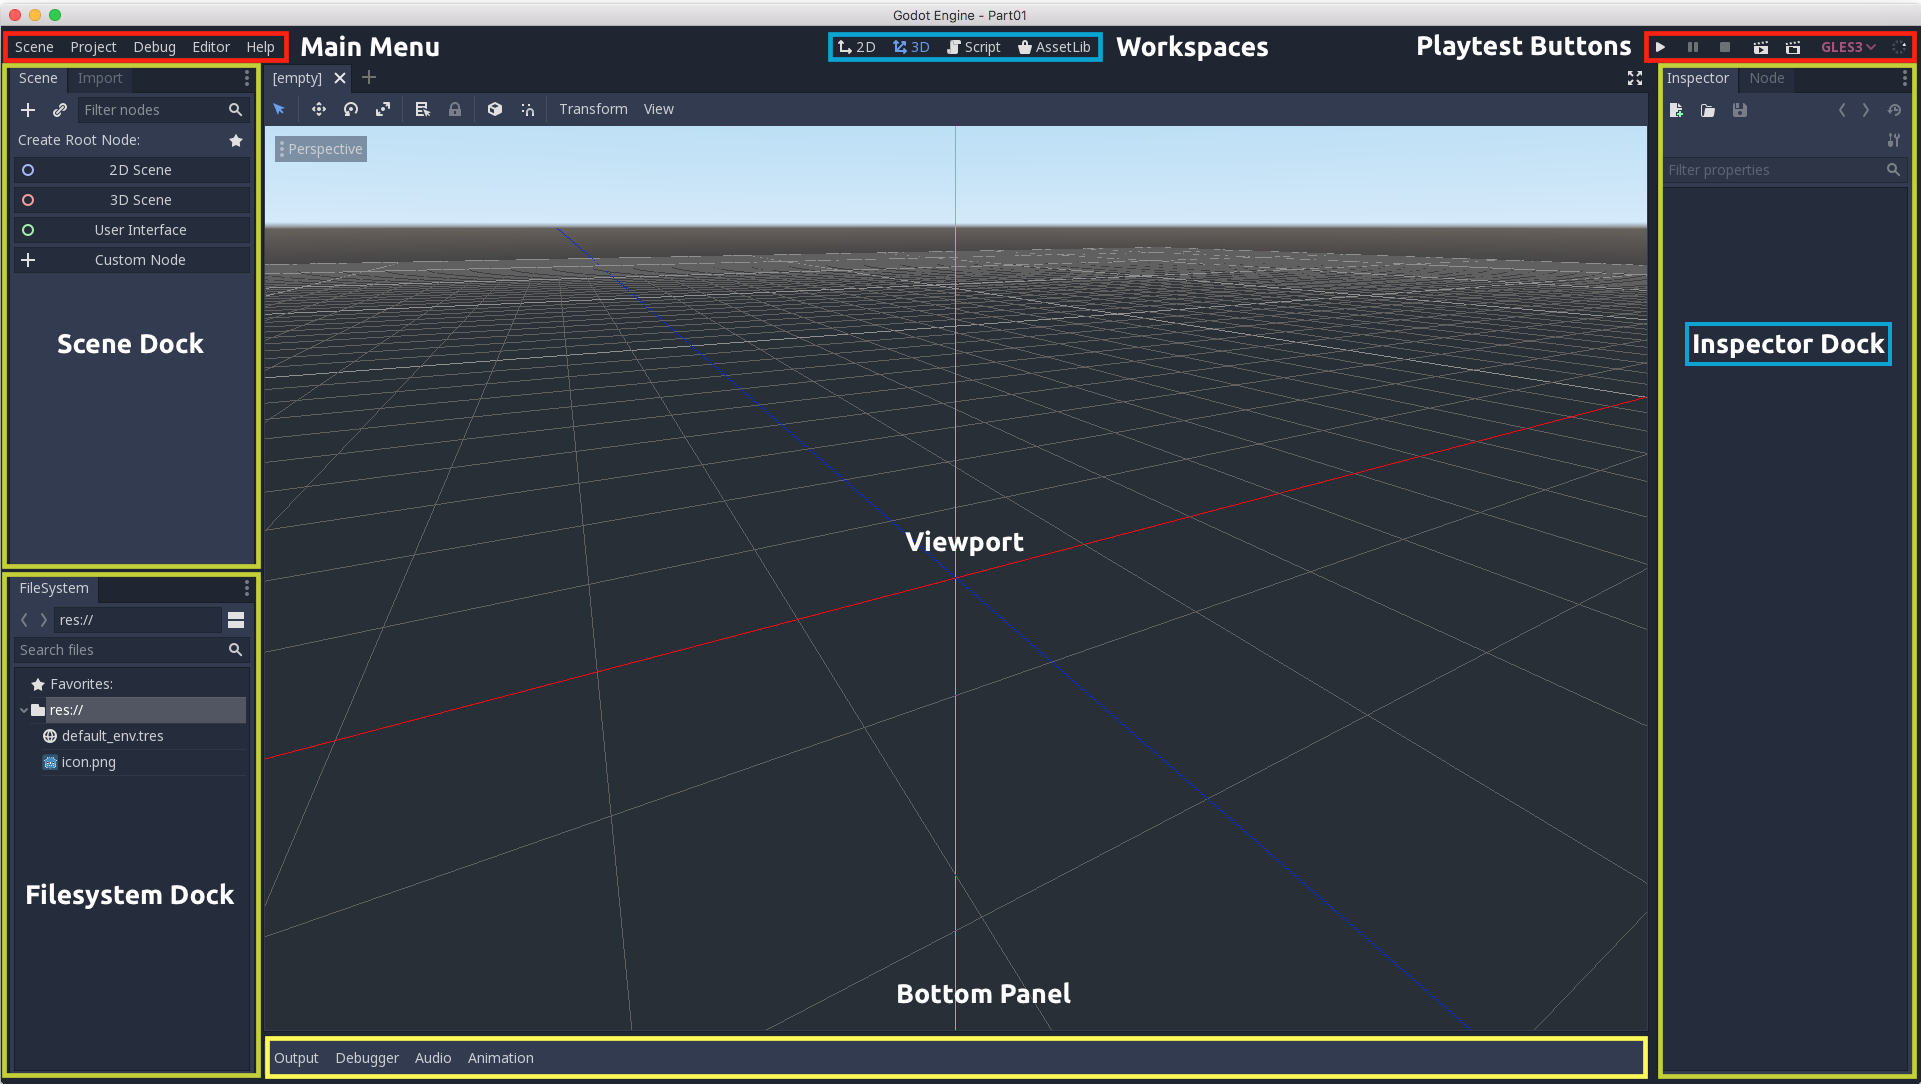 Godot Engine - Part01
Scene Project Debug Editor Help
Main Menu
2D 3D Script AssetLib
Workspaces
Playtest Buttons
GLES3
Scene Import
[empty]
Inspector Node
Filter nodes
Transform View
Create Root Node:
Perspective
2D Scene
Filter properties
3D Scene
User Interface
Custom Node
Scene Dock
Inspector Dock
Viewport
FileSystem
res://
Search files
Favorites:
res://
default_env.tres
icon.png
Filesystem Dock
Bottom Panel
Output Debugger Audio Animation